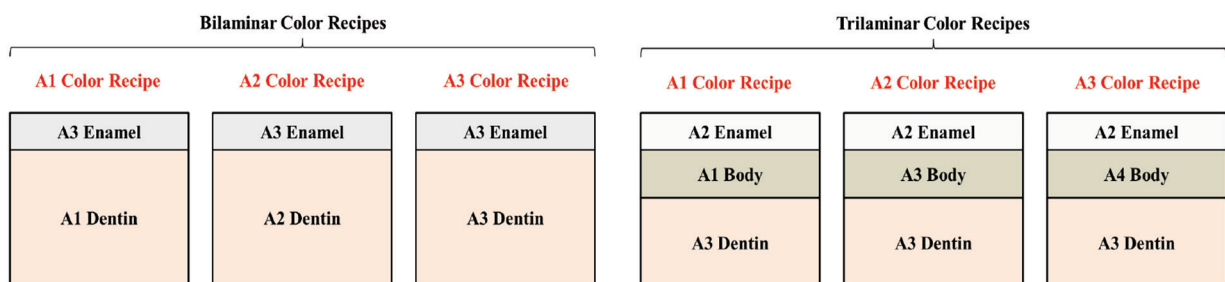 Bilaminar Color Recipes
Trilaminar Color Recipes
A1 Color Recipe
A2 Color Recipe
A3 Color Recipe
A1 Color Recipe
A2 Color Recipe
A3 Color Recipe
A3 Enamel
A3 Enamel
A3 Enamel
A2 Enamel
A2 Enamel
A2 Enamel
A1 Body
A3 Body
A4 Body
A1 Dentin
A2 Dentin
A3 Dentin
A3 Dentin
A3 Dentin
A3 Dentin